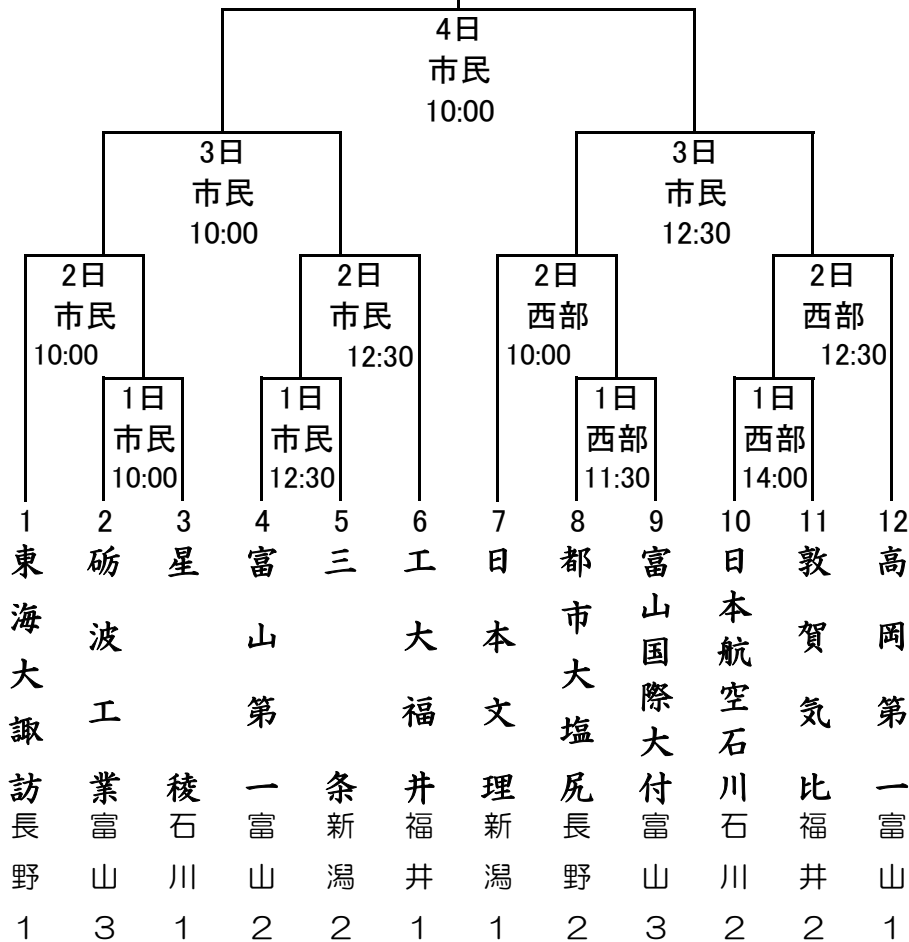 4日
市民
10:00
3日
市民
10:00
3日
市民
12:30
2日
市民
10:00
2日
市民
12:30
2日
西部
10:00
2日
西部
12:30
1日
市民
10:00
1日
市民
12:30
1日
西部
11:30
1日
西部
14:00
1 2 3 4 5 6 7 8 9 10 11 12
東海大諏訪
砺波工業
星稜
富山第一
三条
工大福井
日本文理
都市大塩尻
富山国際大付
日本航空石川
敦賀気比
高岡第一
長野 富山 石川 富山 新潟 福井 新潟 長野 富山 石川 福井 富山
1 3 1 2 2 1 1 2 3 2 2 1